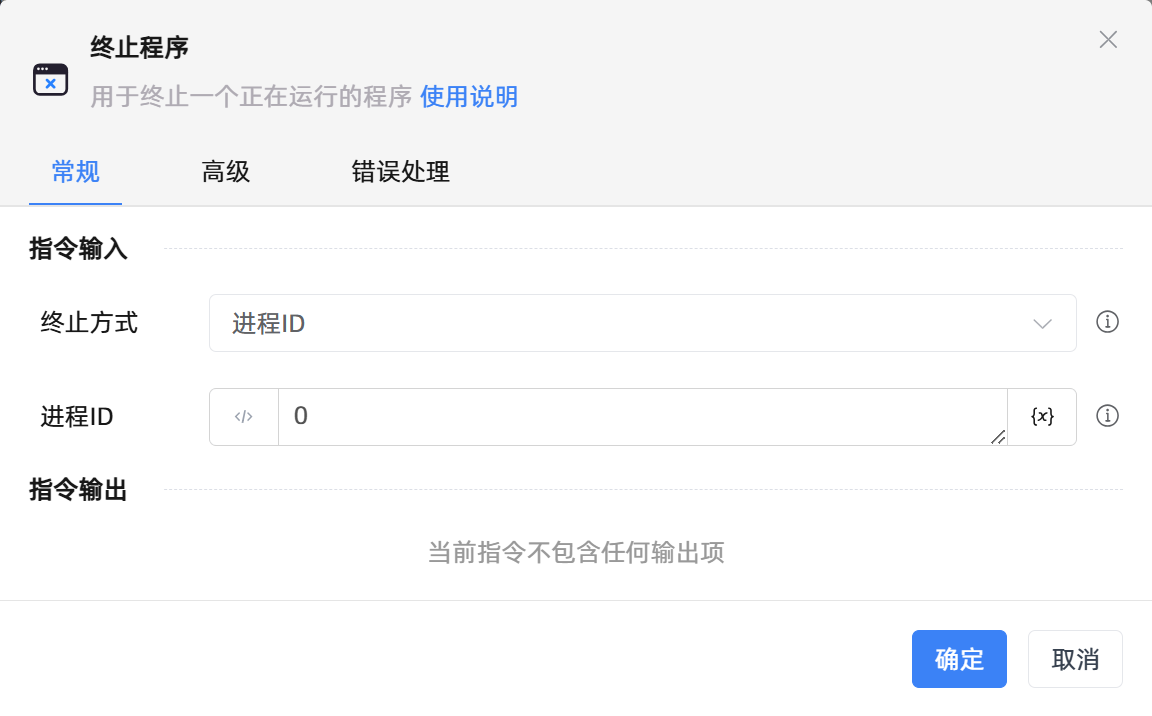 终止程序
用于终止一个正在运行的程序 使用说明
常规 高级 错误处理
指令输入
终止方式 进程ID
进程ID </> 0 {x}
指令输出
当前指令不包含任何输出项
确定 取消